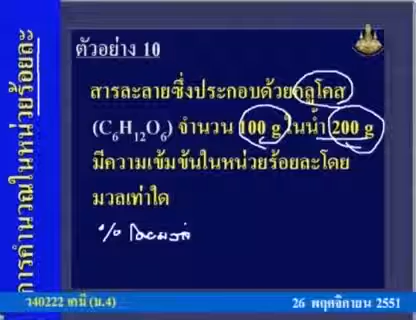 การคำนวณในหน่วยร้อยละ
ตัวอย่าง 10
สารละลายซึ่งประกอบด้วยกลูโคส
(C₆H₁₂O₆) จำนวน 100 g ในน้ำ 200 g
มีความเข้มข้นในหน่วยร้อยละโดย
มวลเท่าใด
% โดยมวล
ว40222 เคมี (ม.4)
26 พฤศจิกายน 2551